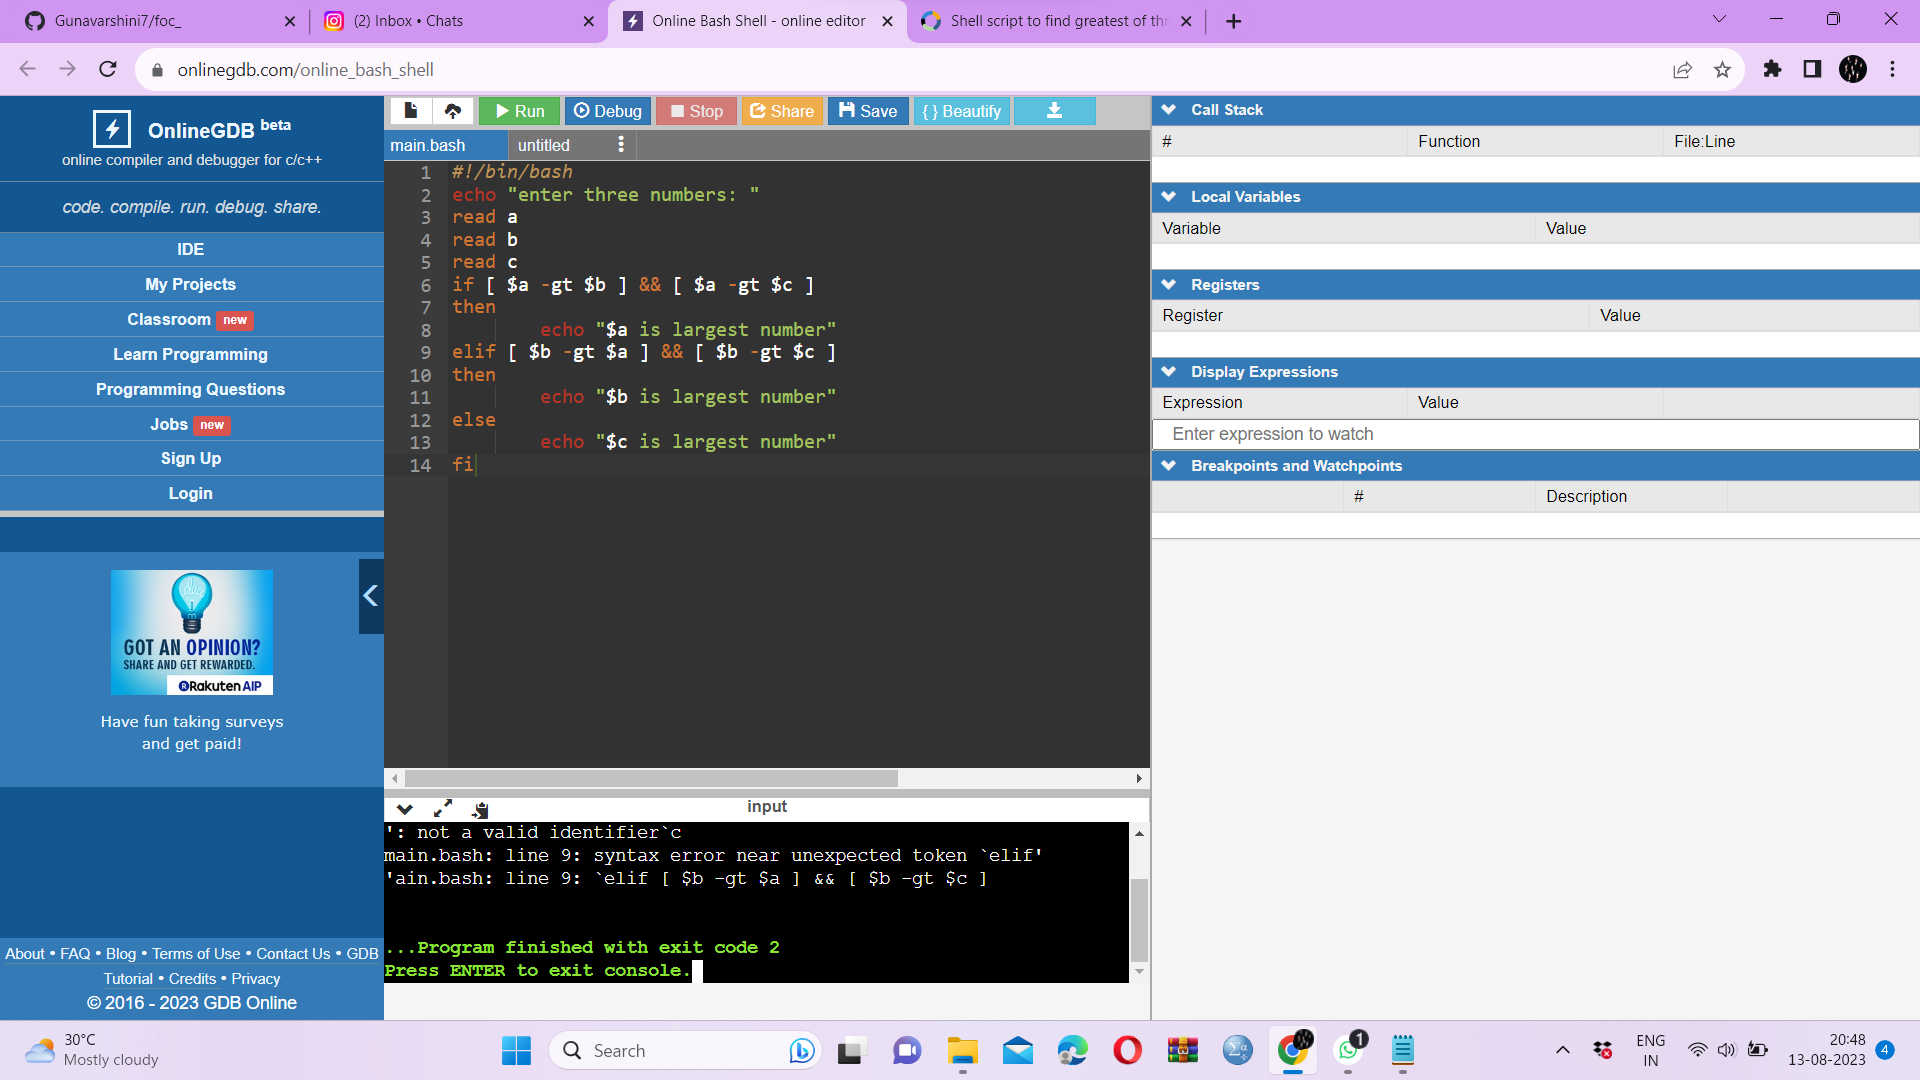 Gunavarshini7/foc_
(2) Inbox • Chats
Online Bash Shell - online editor
Shell script to find greatest of thr
onlinegdb.com/online_bash_shell
OnlineGDB beta
online compiler and debugger for c/c++
code. compile. run. debug. share.
IDE
My Projects
Classroom new
Learn Programming
Programming Questions
Jobs new
Sign Up
Login
GOT AN OPINION?
SHARE AND GET REWARDED.
Rakuten AIP
Have fun taking surveys
and get paid!
About • FAQ • Blog • Terms of Use • Contact Us • GDB
Tutorial • Credits • Privacy
© 2016 - 2023 GDB Online
Run Debug Stop Share Save { } Beautify
main.bash untitled
1 #!/bin/bash
2 echo "enter three numbers: "
3 read a
4 read b
5 read c
6 if [ $a -gt $b ] && [ $a -gt $c ]
7 then
8 echo "$a is largest number"
9 elif [ $b -gt $a ] && [ $b -gt $c ]
10 then
11 echo "$b is largest number"
12 else
13 echo "$c is largest number"
14 fi
input
': not a valid identifier`c
main.bash: line 9: syntax error near unexpected token `elif'
'ain.bash: line 9: `elif [ $b -gt $a ] && [ $b -gt $c ]
...Program finished with exit code 2
Press ENTER to exit console.
Call Stack
# Function File:Line
Local Variables
Variable Value
Registers
Register Value
Display Expressions
Expression Value
Enter expression to watch
Breakpoints and Watchpoints
# Description
30°C
Mostly cloudy
Search
1
ENG
IN
20:48
13-08-2023
4